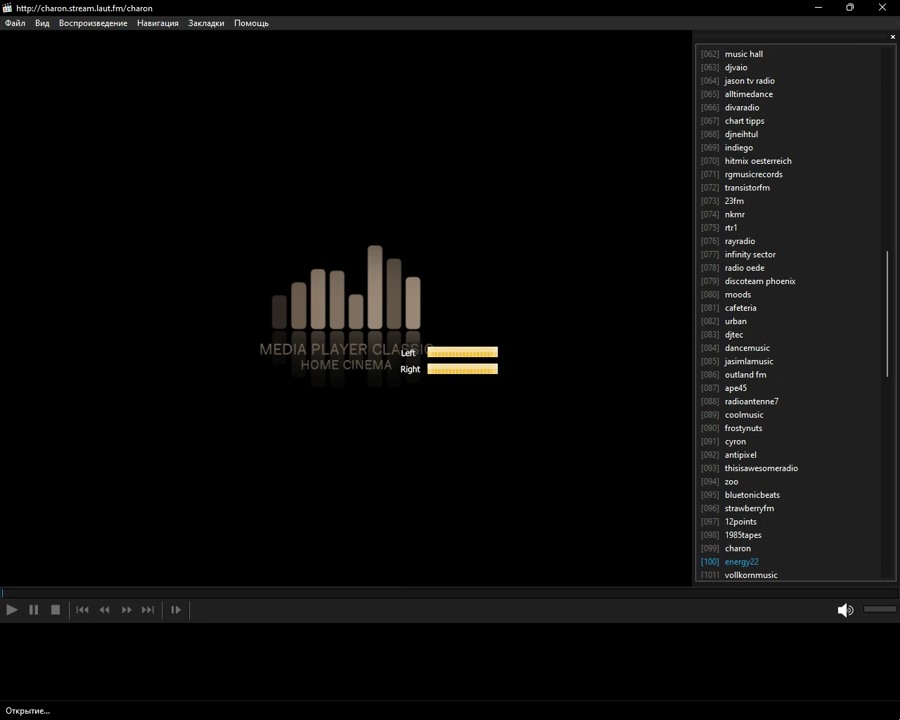 http://charon.stream.laut.fm/charon
Файл Вид Воспроизведение Навигация Закладки Помощь
[062] music hall
[063] djvaio
[064] jason tv radio
[065] alltimedance
[066] divaradio
[067] chart tipps
[068] djneihtul
[069] indiego
[070] hitmix oesterreich
[071] rgmusicrecords
[072] transistorfm
[073] 23fm
[074] nkmr
[075] rtr1
[076] rayradio
[077] infinity sector
[078] radio oede
[079] discoteam phoenix
[080] moods
[081] cafeteria
[082] urban
[083] djtec
[084] dancemusic
[085] jasimlamusic
[086] outland fm
[087] ape45
[088] radioantenne7
[089] coolmusic
[090] frostynuts
[091] cyron
[092] antipixel
[093] thisisawesomeradio
[094] zoo
[095] bluetonicbeats
[096] strawberryfm
[097] 12points
[098] 1985tapes
[099] charon
[100] energy22
[101] vollkornmusic
MEDIA PLAYER CLASSIC
HOME CINEMA
Left
Right
Открытие...